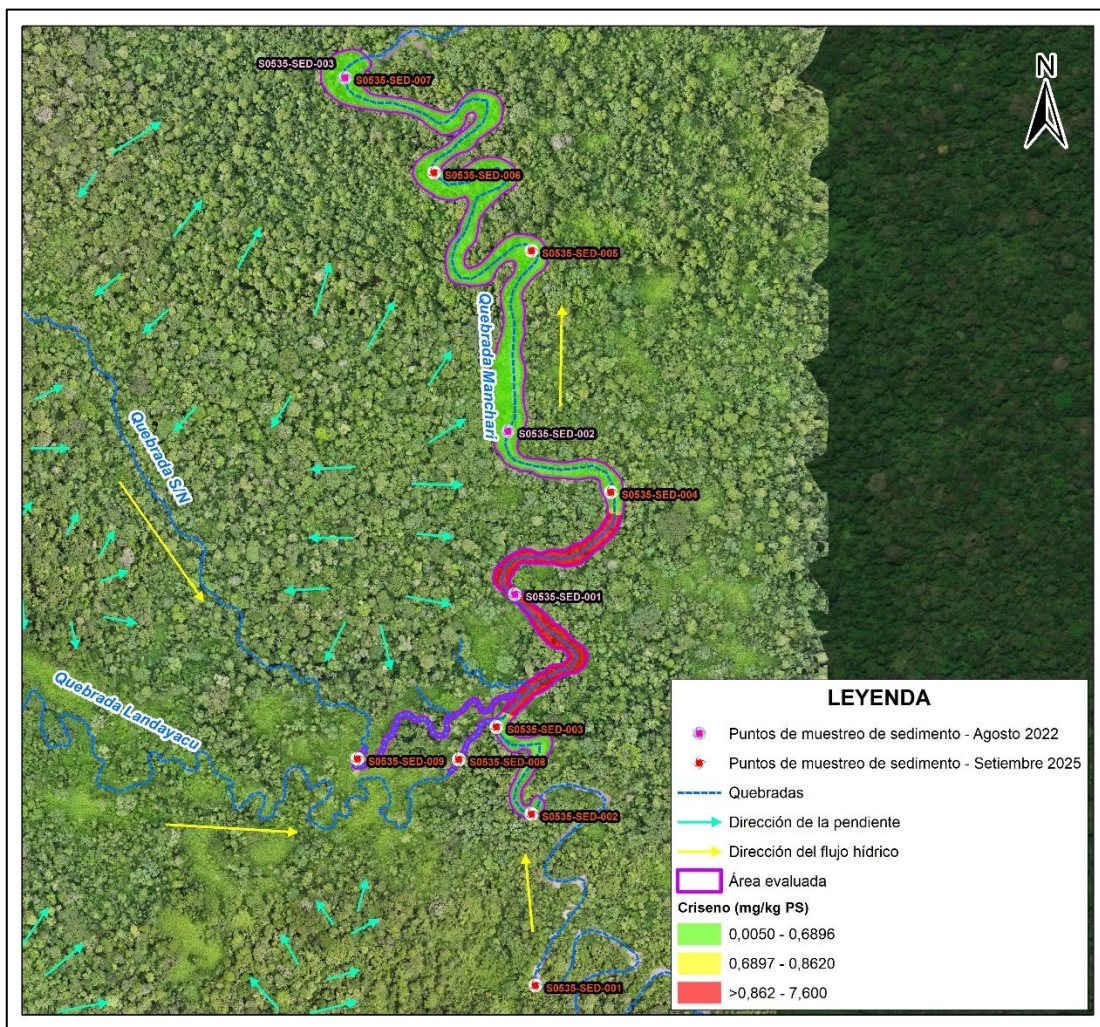 N
S0535-SED-003
S0535-SED-007
S0535-SED-006
S0535-SED-005
Quebrada Manchari
S0535-SED-002
S0535-SED-004
Quebrada S/N
S0535-SED-001
Quebrada Landayacu
S0535-SED-003
S0535-SED-009
S0535-SED-008
S0535-SED-002
S0535-SED-001
LEYENDA
Puntos de muestreo de sedimento - Agosto 2022
Puntos de muestreo de sedimento - Setiembre 2025
Quebradas
Dirección de la pendiente
Dirección del flujo hídrico
Área evaluada
Criseno (mg/kg PS)
0,0050 - 0,6896
0,6897 - 0,8620
>0,862 - 7,600